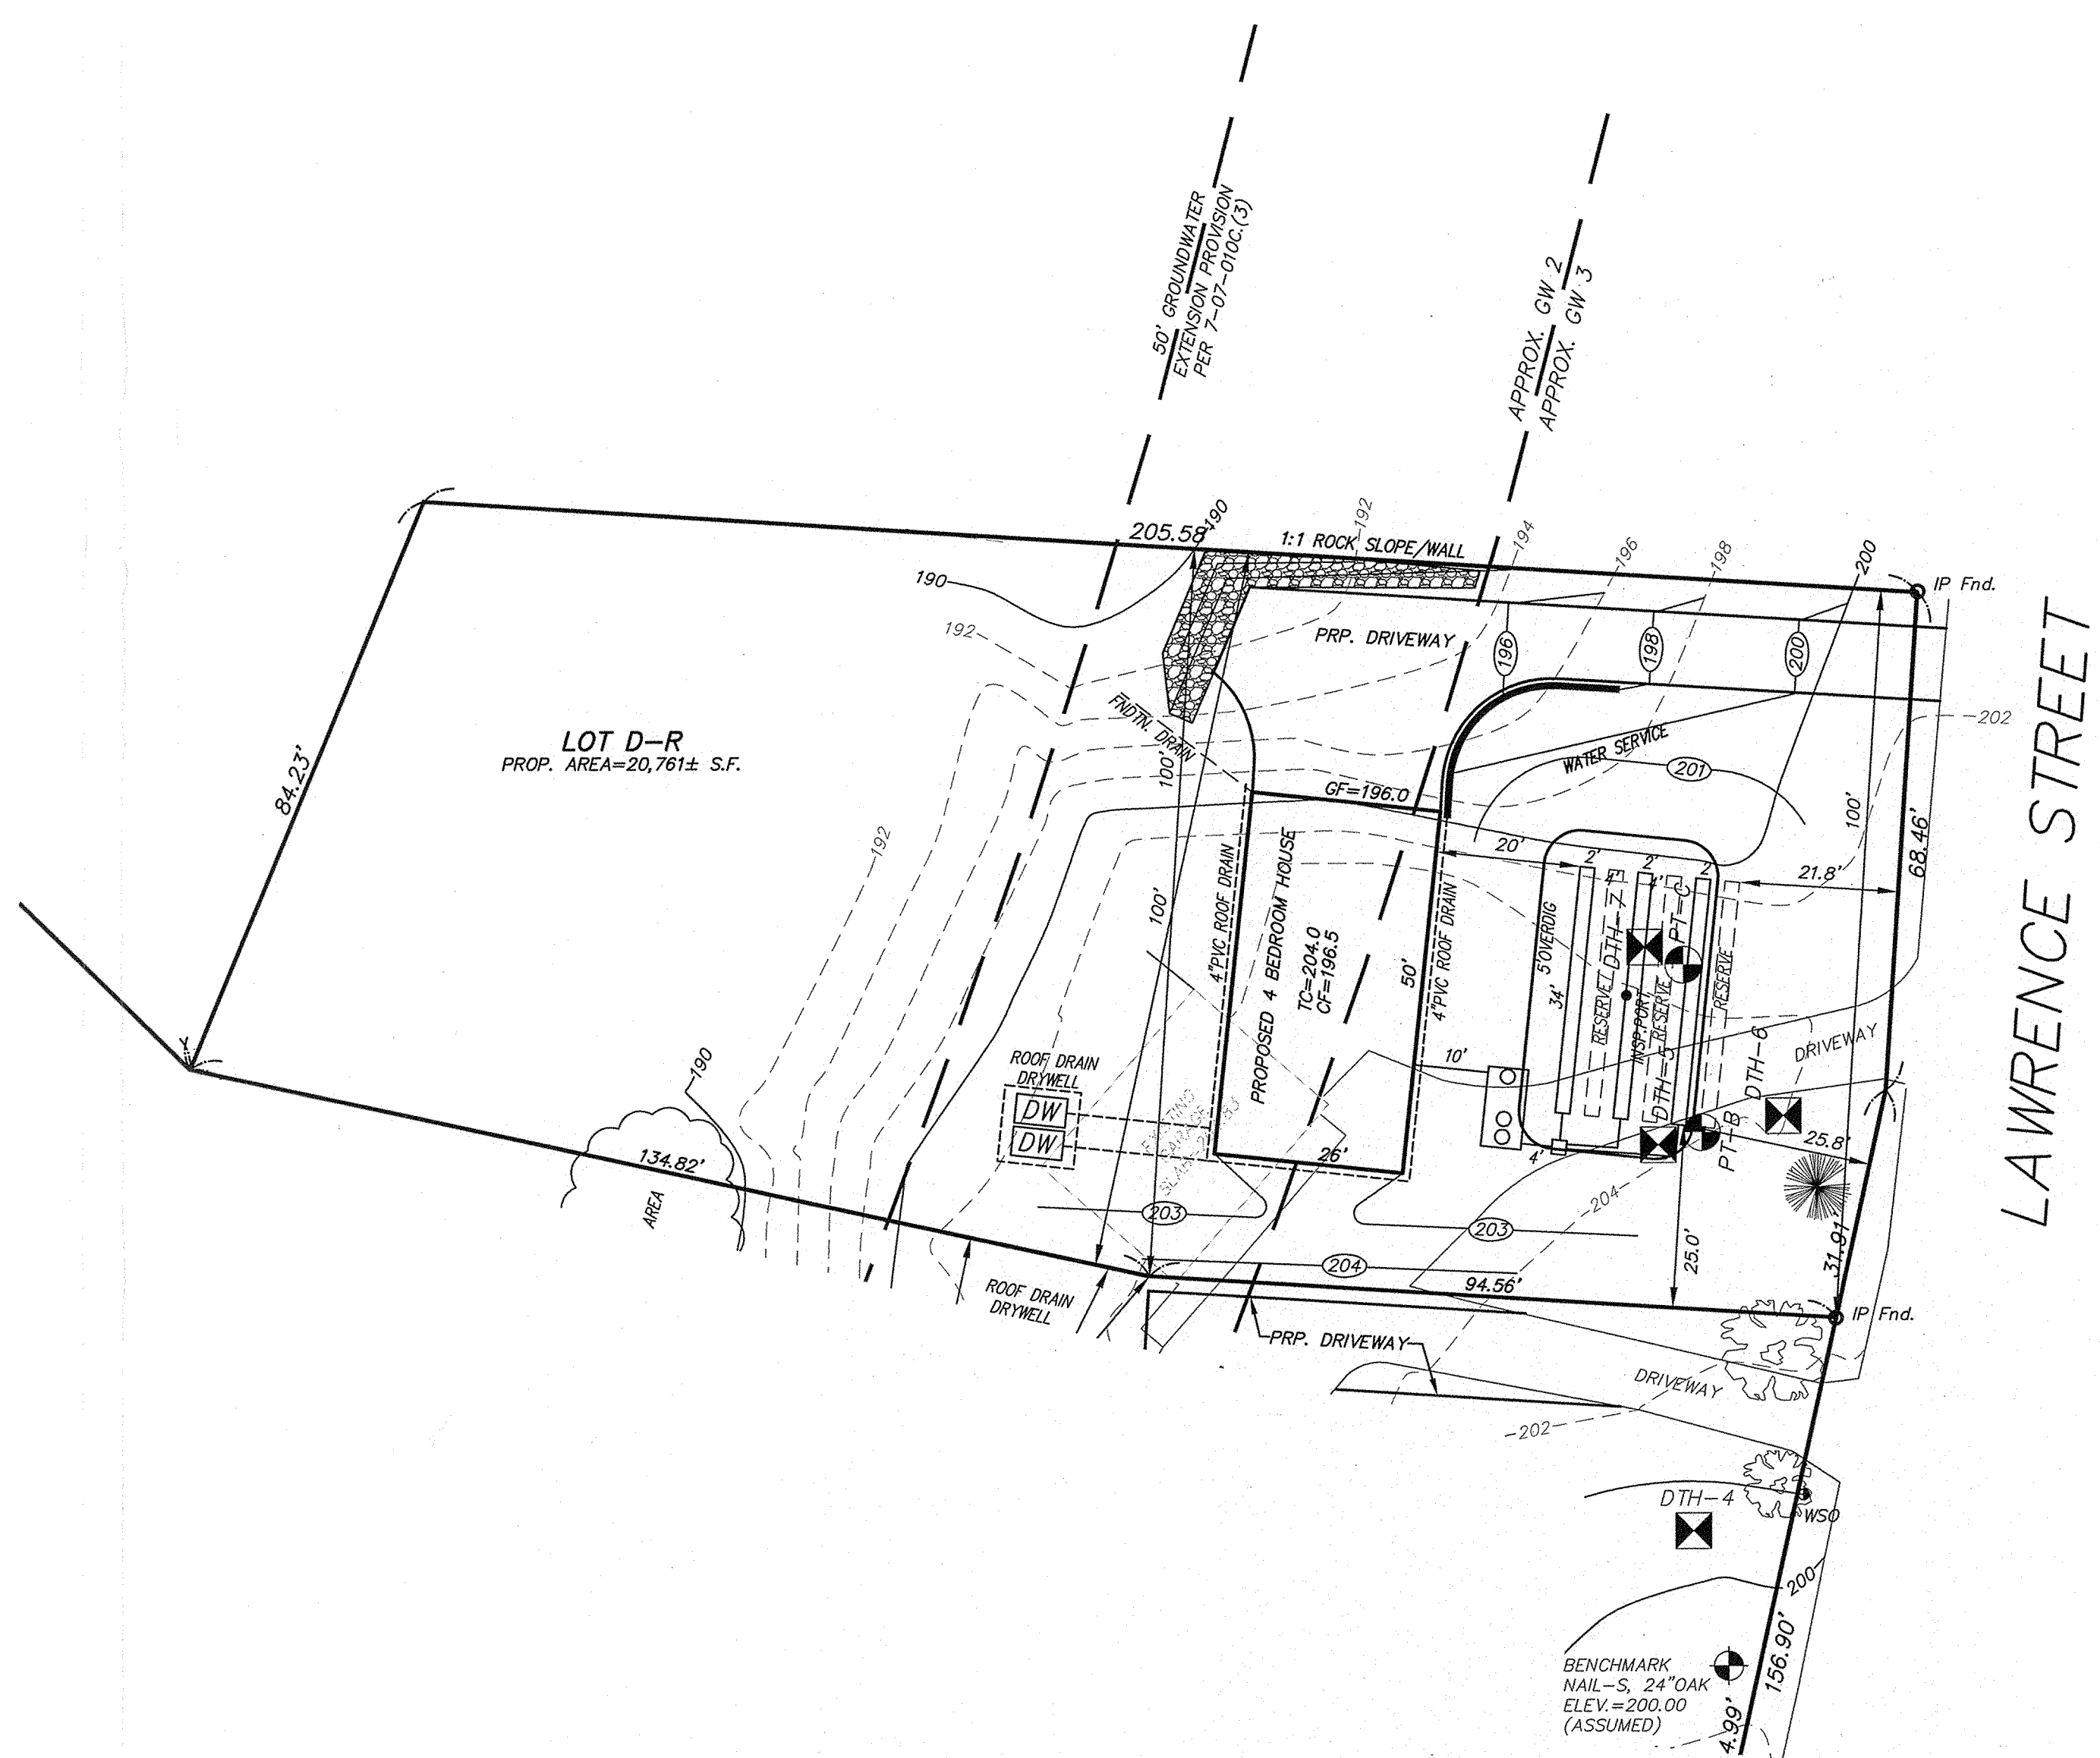 50' GROUNDWATER
EXTENSION PROVISION
PER 7-07-010C.(3)
APPROX. GW 2
APPROX. GW 3
205.58'
190
1:1 ROCK SLOPE/WALL
192
194
196
198
200
IP Fnd.
190
192
PRP. DRIVEWAY
196
198
200
202
FNDTN. DRAIN
WATER SERVICE
201
LOT D-R
PROP. AREA=20,761± S.F.
84.23'
100'
100'
100'
68.46'
LAWRENCE STREET
GF=196.0
192
20'
2'
2'
2'
4'
4'
21.8'
4"PVC ROOF DRAIN
PROPOSED 4 BEDROOM HOUSE
TC=204.0
CF=196.5
50'
4"PVC ROOF DRAIN
5'OVERDIG
34'
RESERVE
DTH-7
INSP.PORT
RESERVE
DTH-5
PT-C
RESERVE
DTH-6
PT-B
DRIVEWAY
10'
ROOF DRAIN
DRYWELL
DW
DW
EXISTING
GARAGE
190
134.82'
AREA
26'
4'
25.8'
203
203
204
204
25.0'
31.91'
94.56'
IP Fnd.
ROOF DRAIN
DRYWELL
PRP. DRIVEWAY
DRIVEWAY
202
DTH-4
WSO
200
156.90'
BENCHMARK
NAIL-S, 24"OAK
ELEV.=200.00
(ASSUMED)
4.99'